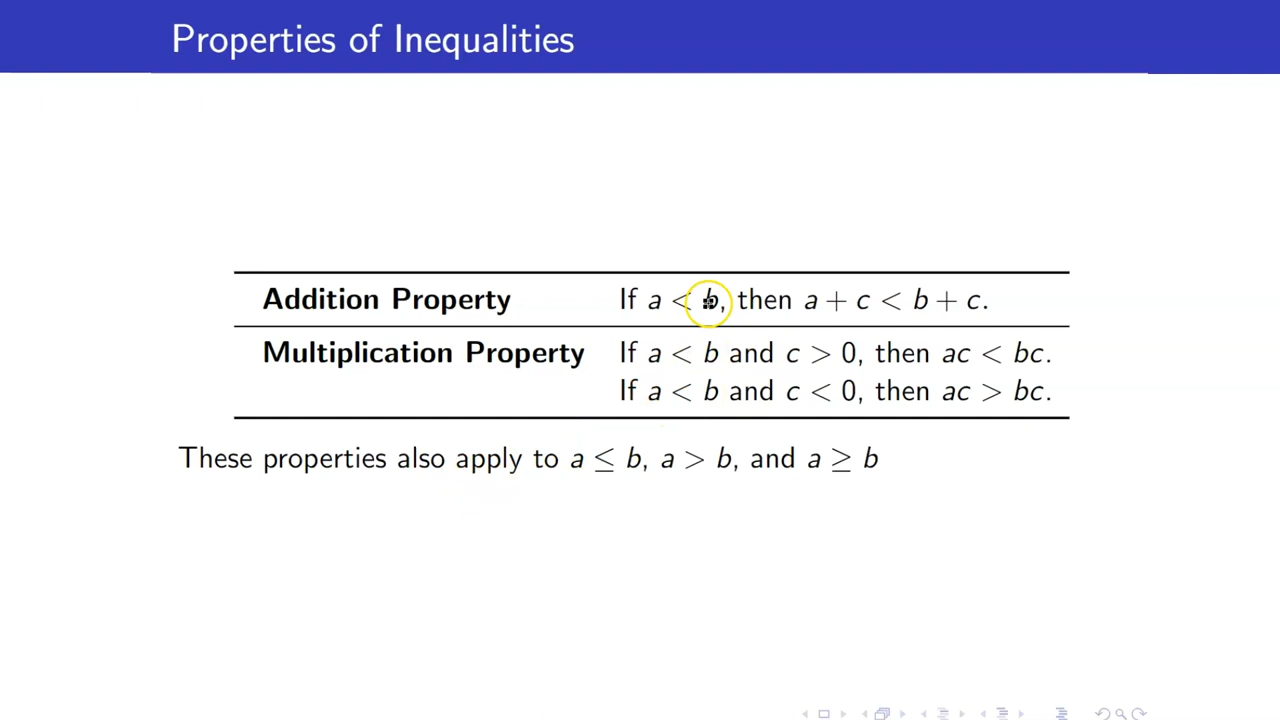 Properties of Inequalities
Addition Property If a < b, then a + c < b + c.
Multiplication Property If a < b and c > 0, then ac < bc.
If a < b and c < 0, then ac > bc.
These properties also apply to a ≤ b, a > b, and a ≥ b